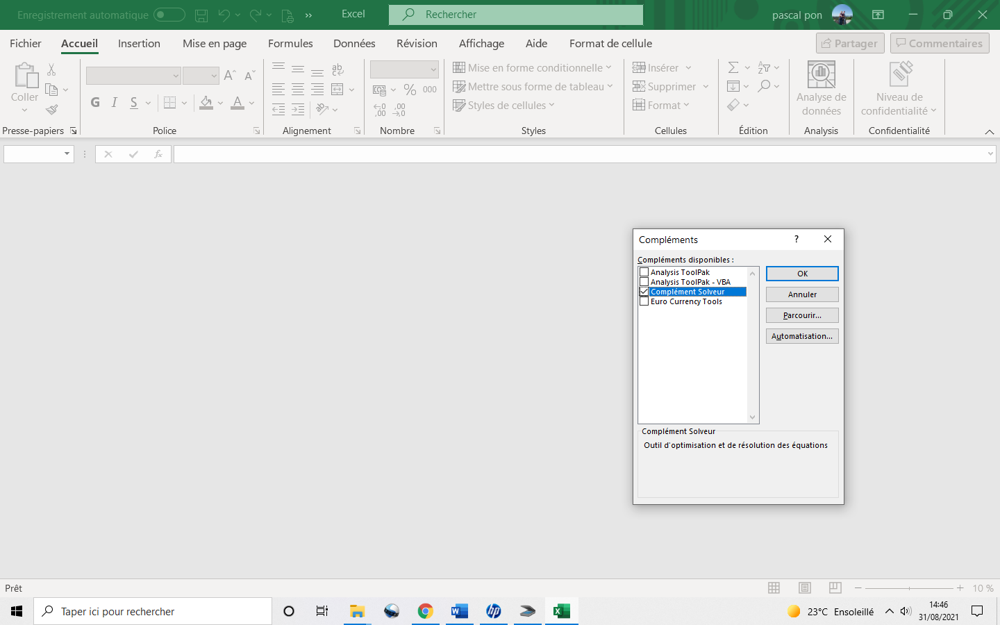 Enregistrement automatique
Excel
Rechercher
pascal pon
Fichier Accueil Insertion Mise en page Formules Données Révision Affichage Aide Format de cellule
Partager Commentaires
Coller
Presse-papiers
G I S A
Police
ab
Alignement
% 000
Nombre
Mise en forme conditionnelle
Mettre sous forme de tableau
Styles de cellules
Styles
Insérer
Supprimer
Format
Cellules
Édition
Analyse de
données
Analysis
Niveau de
confidentialité
Confidentialité
fx
Compléments ?
Compléments disponibles :
Analysis ToolPak
Analysis ToolPak - VBA
Complément Solveur
Euro Currency Tools
OK
Annuler
Parcourir...
Automatisation...
Complément Solveur
Outil d'optimisation et de résolution des équations
Prêt
10 %
Taper ici pour rechercher
23°C Ensoleillé
14:46
31/08/2021